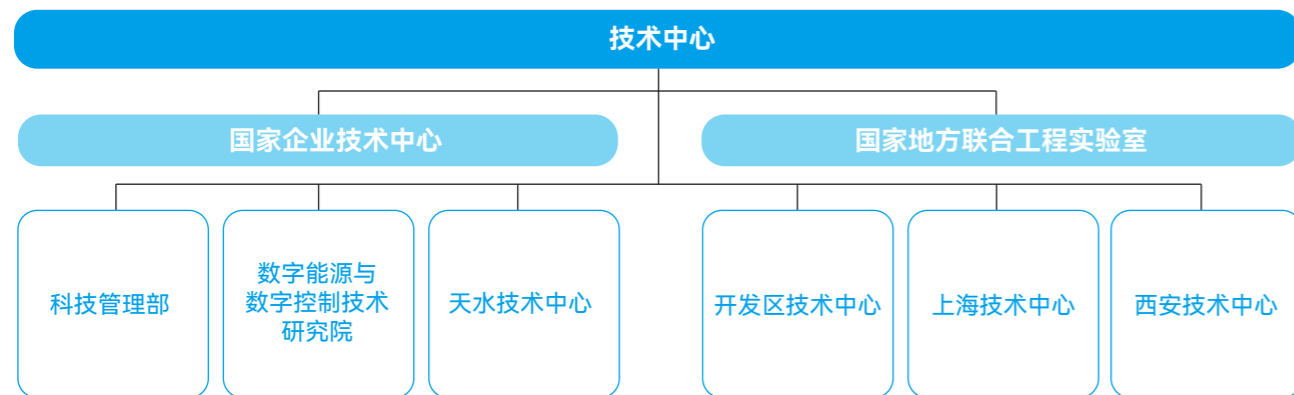 技术中心
国家企业技术中心
国家地方联合工程实验室
科技管理部
数字能源与
数字控制技术
研究院
天水技术中心
开发区技术中心
上海技术中心
西安技术中心